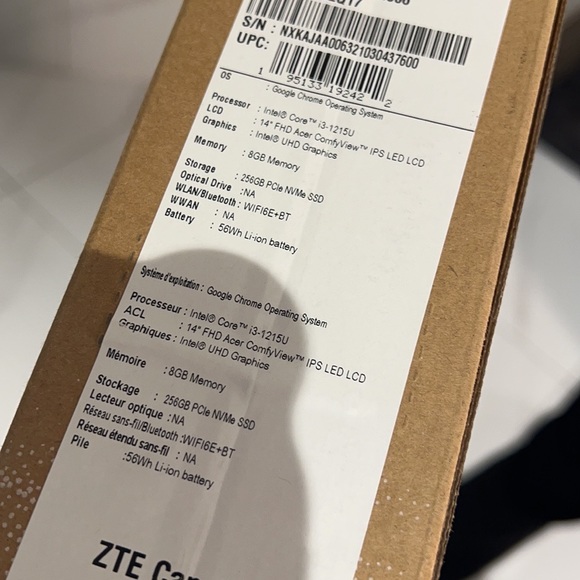 S/N : NXKAJAA006321030437600
UPC:
1 95133 19242 2
OS : Google Chrome Operating System
Processor : Intel® Core™ i3-1215U
LCD : 14" FHD Acer ComfyView™ IPS LED LCD
Graphics : Intel® UHD Graphics
Memory : 8GB Memory
Storage : 256GB PCIe NVMe SSD
Optical Drive :NA
WLAN/Bluetooth : WIFI6E+BT
WWAN : NA
Battery : 56Wh Li-ion battery
Système d'exploitation : Google Chrome Operating System
Processeur : Intel® Core™ i3-1215U
ACL : 14" FHD Acer ComfyView™ IPS LED LCD
Graphiques : Intel® UHD Graphics
Mémoire : 8GB Memory
Stockage : 256GB PCIe NVMe SSD
Lecteur optique :NA
Réseau sans-fil/Bluetooth :WIFI6E+BT
Réseau étendu sans-fil : NA
Pile :56Wh Li-ion battery
ZTE